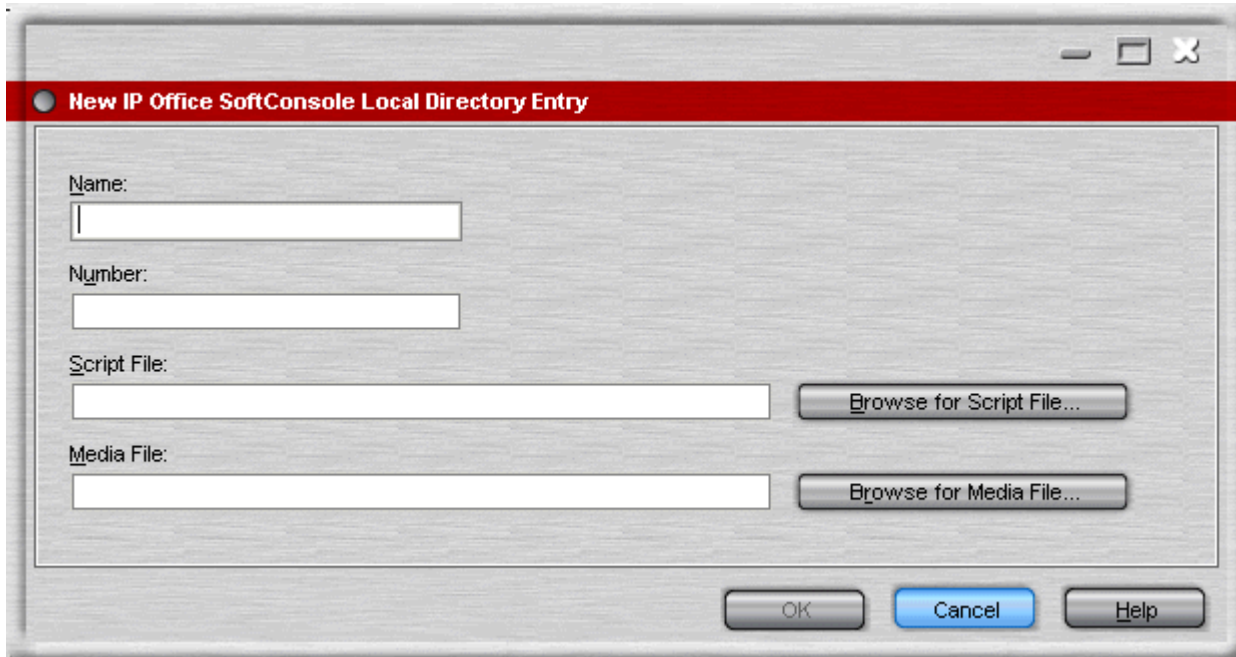 New IP Office SoftConsole Local Directory Entry
Name:
Number:
Script File:
Browse for Script File...
Media File:
Browse for Media File...
OK Cancel Help